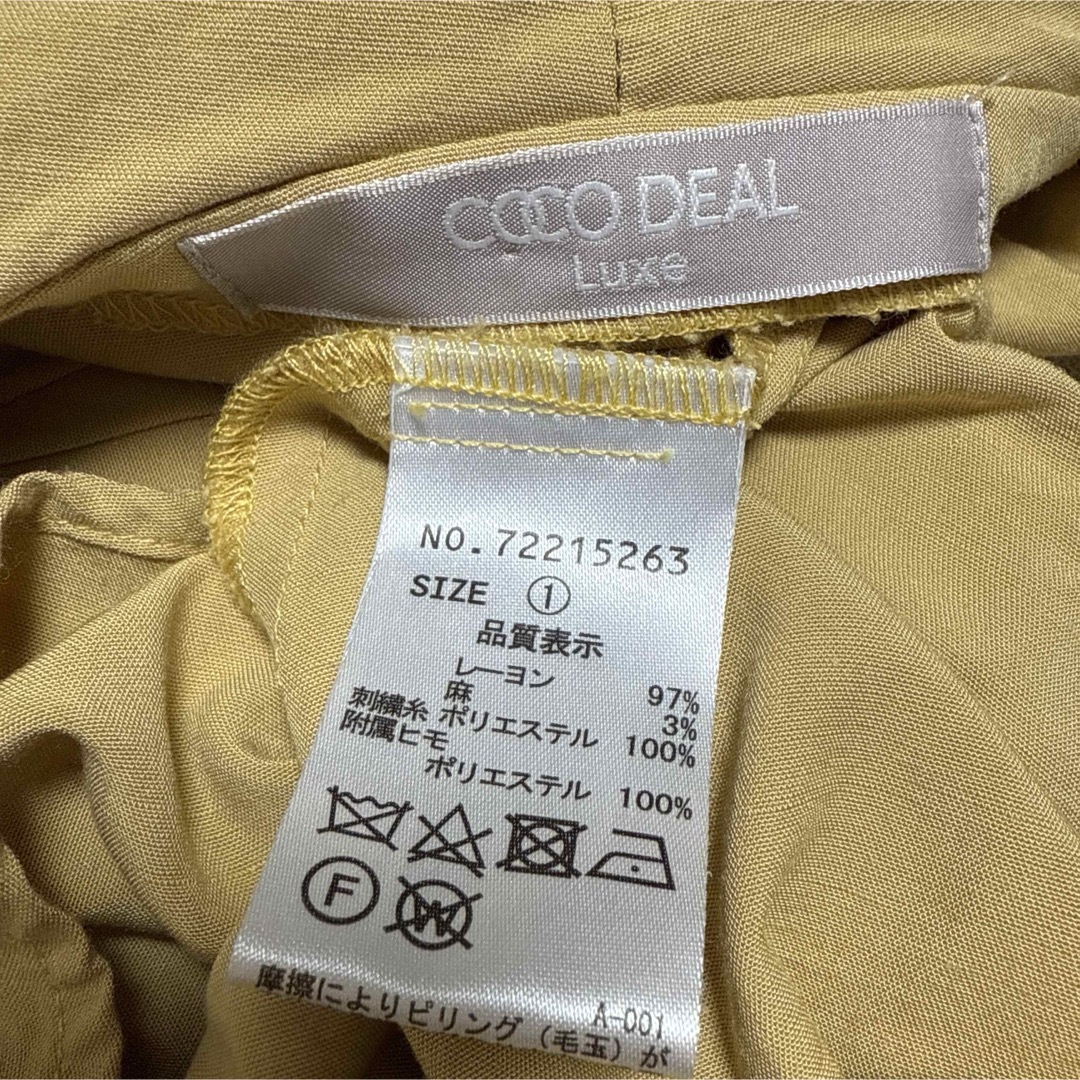 COCO DEAL
Luxe
NO.72215263
SIZE ①
品質表示
レーヨン 97%
麻 3%
刺繍糸 ポリエステル 100%
附属ヒモ
ポリエステル 100%
F
W
A-001
摩擦によりピリング(毛玉)が